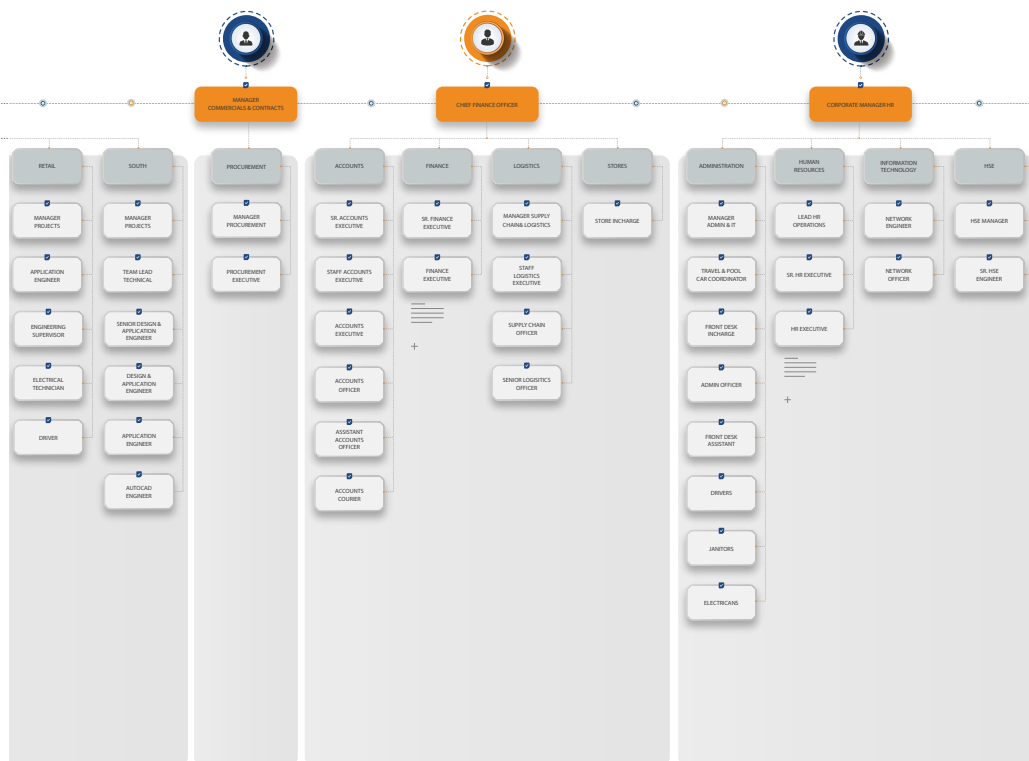 MANAGER
COMMERCIALS & CONTRACTS
CHIEF FINANCE OFFICER
CORPORATE MANAGER HR
RETAIL
MANAGER
PROJECTS
APPLICATION
ENGINEER
ENGINEERING
SUPERVISOR
ELECTRICAL
TECHNICIAN
DRIVER
SOUTH
MANAGER
PROJECTS
TEAM LEAD
TECHNICAL
SENIOR DESIGN &
APPLICATION
ENGINEER
DESIGN &
APPLICATION
ENGINEER
APPLICATION
ENGINEER
AUTOCAD
ENGINEER
PROCUREMENT
MANAGER
PROCUREMENT
PROCUREMENT
EXECUTIVE
ACCOUNTS
SR. ACCOUNTS
EXECUTIVE
STAFF ACCOUNTS
EXECUTIVE
ACCOUNTS
EXECUTIVE
ACCOUNTS
OFFICER
ASSISTANT
ACCOUNTS
OFFICER
ACCOUNTS
COURIER
FINANCE
SR. FINANCE
EXECUTIVE
FINANCE
EXECUTIVE
LOGISTICS
MANAGER SUPPLY
CHAIN& LOGISTICS
STAFF
LOGISTICS
EXECUTIVE
SUPPLY CHAIN
OFFICER
SENIOR LOGISITICS
OFFICER
STORES
STORE INCHARGE
ADMINISTRATION
MANAGER
ADMIN & IT
TRAVEL & POOL
CAR COORDINATOR
FRONT DESK
INCHARGE
ADMIN OFFICER
FRONT DESK
ASSISTANT
DRIVERS
JANITORS
ELECTRICANS
HUMAN
RESOURCES
LEAD HR
OPERATIONS
SR. HR EXECUTIVE
HR EXECUTIVE
INFORMATION
TECHNOLOGY
NETWORK
ENGINEER
NETWORK
OFFICER
HSE
HSE MANAGER
SR. HSE
ENGINEER